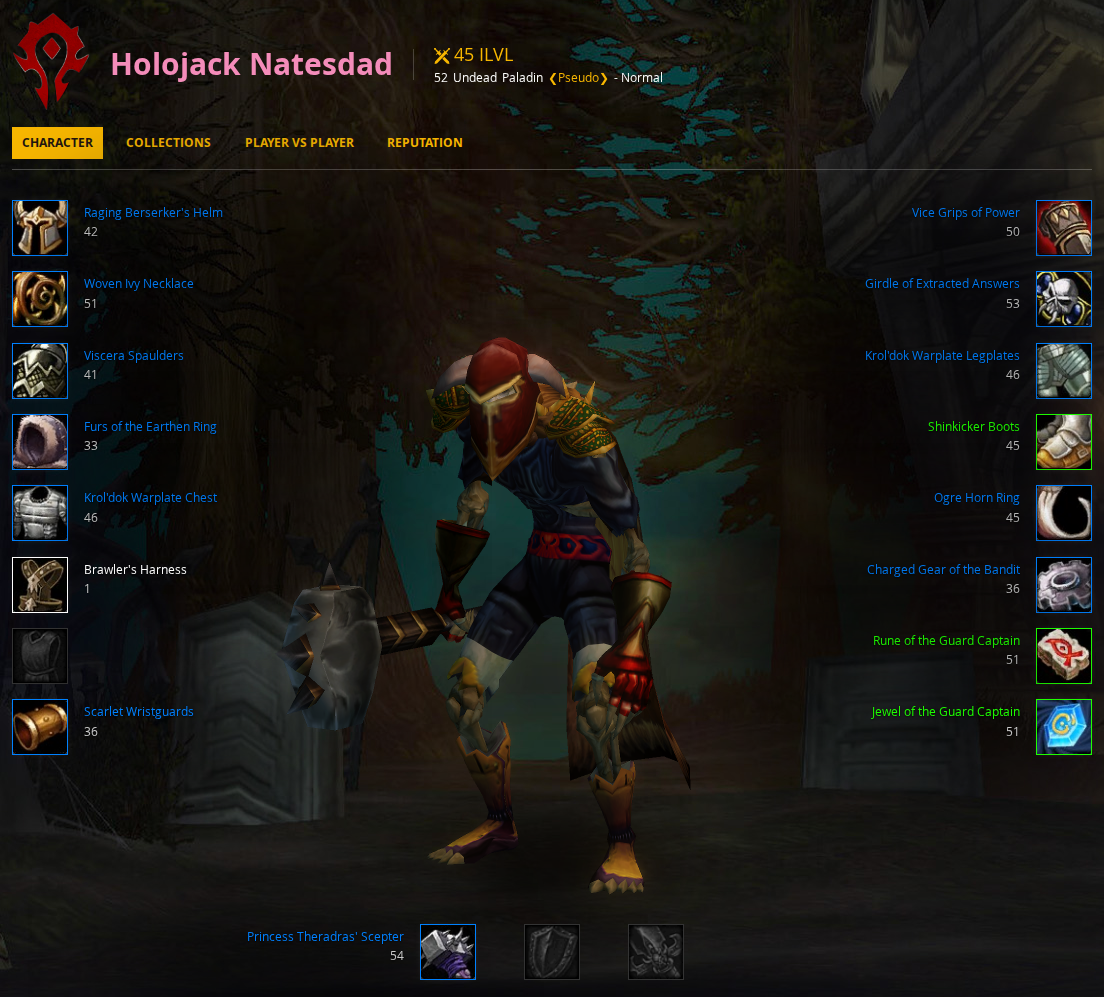 Holojack Natesdad
45 ILVL
52 Undead Paladin ❮Pseudo❯ - Normal
CHARACTER
COLLECTIONS
PLAYER VS PLAYER
REPUTATION
Raging Berserker's Helm
42
Woven Ivy Necklace
51
Viscera Spaulders
41
Furs of the Earthen Ring
33
Krol'dok Warplate Chest
46
Brawler's Harness
1
Scarlet Wristguards
36
Vice Grips of Power
50
Girdle of Extracted Answers
53
Krol'dok Warplate Legplates
46
Shinkicker Boots
45
Ogre Horn Ring
45
Charged Gear of the Bandit
36
Rune of the Guard Captain
51
Jewel of the Guard Captain
51
Princess Theradras' Scepter
54